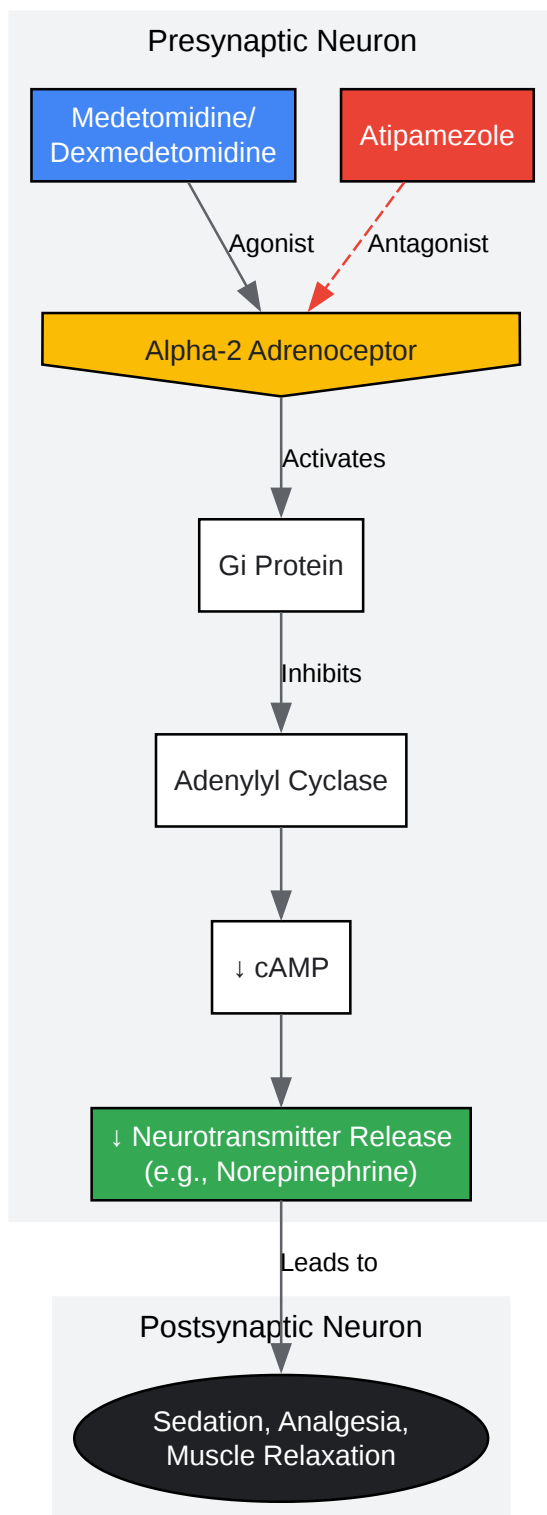 Presynaptic Neuron
Medetomidine/
Dexmedetomidine
Atipamezole
Agonist
Antagonist
Alpha-2 Adrenoceptor
Activates
Gi Protein
Inhibits
Adenylyl Cyclase
↓ cAMP
↓ Neurotransmitter Release
(e.g., Norepinephrine)
Leads to
Postsynaptic Neuron
Sedation, Analgesia,
Muscle Relaxation